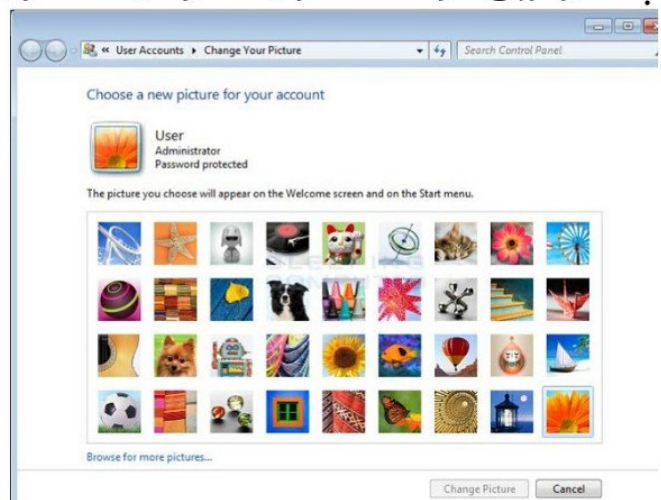 « User Accounts ▸ Change Your Picture
Search Control Panel
Choose a new picture for your account
User
Administrator
Password protected
The picture you choose will appear on the Welcome screen and on the Start menu.
BLEEPING
COMPUTER
Browse for more pictures...
Change Picture Cancel